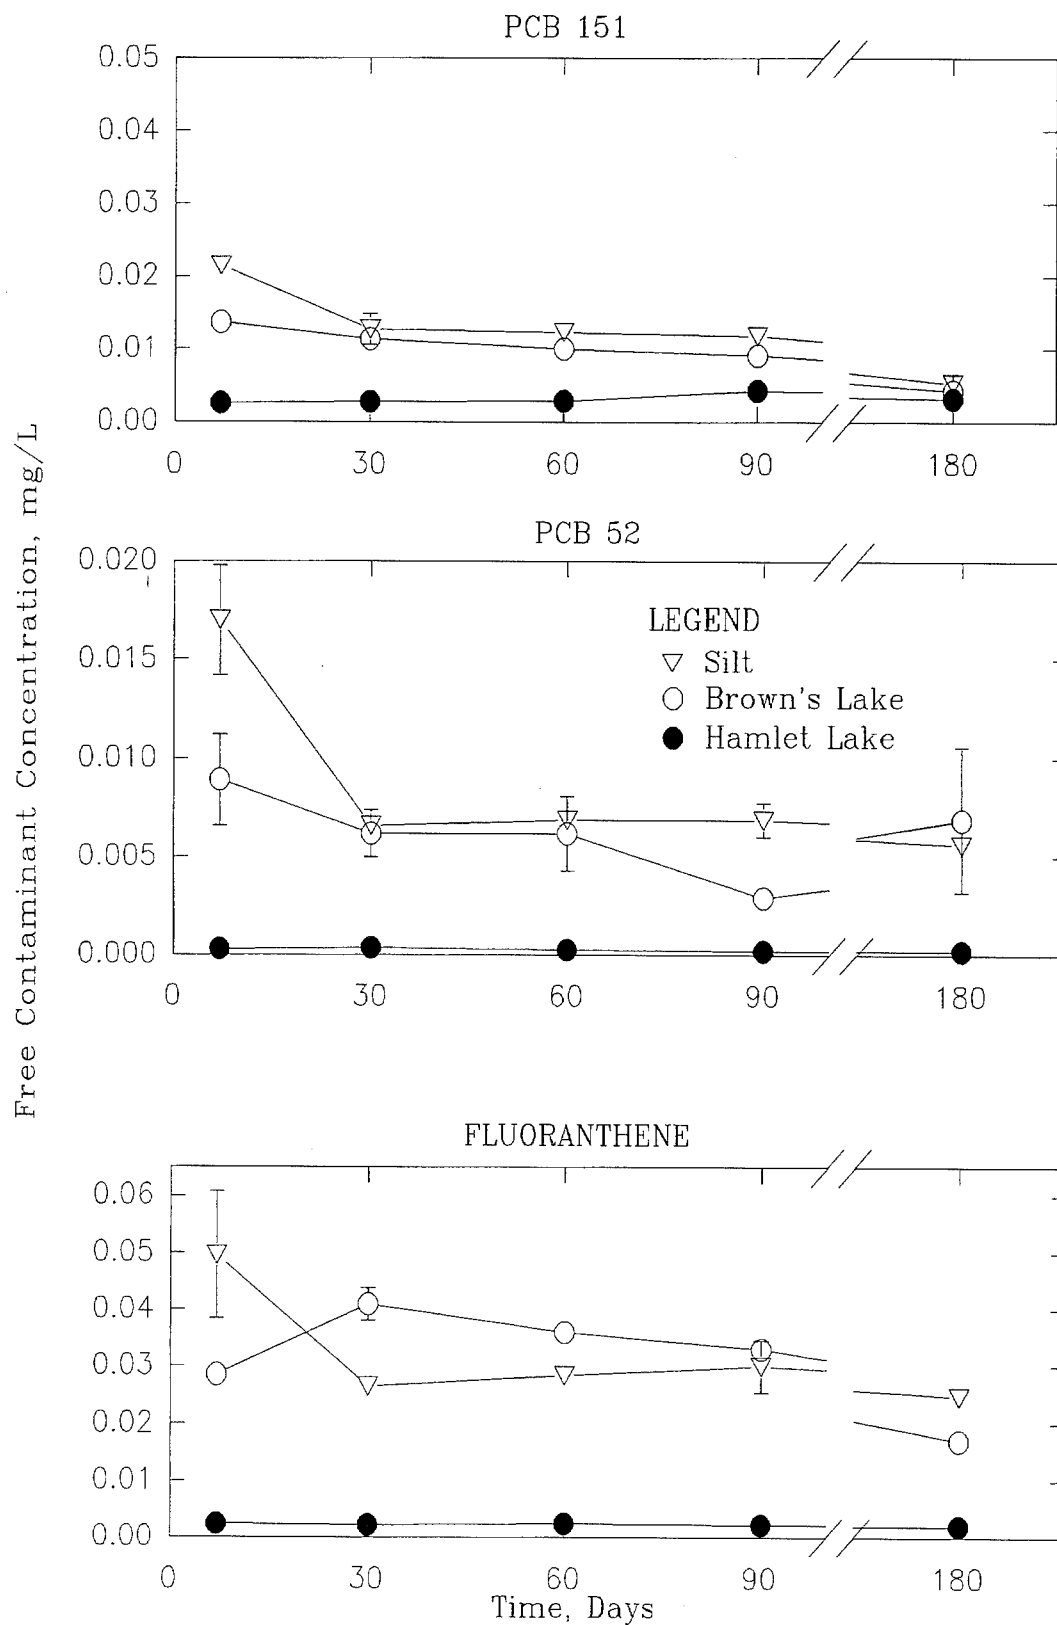 PCB 151
0.05
0.04
0.03
0.02
0.01
0.00
0 30 60 90 180
PCB 52
0.020
0.015
0.010
0.005
0.000
LEGEND
Silt
Brown's Lake
Hamlet Lake
0 30 60 90 180
Free Contaminant Concentration, mg/L
FLUORANTHENE
0.06
0.05
0.04
0.03
0.02
0.01
0.00
0 30 60 90 180
Time, Days